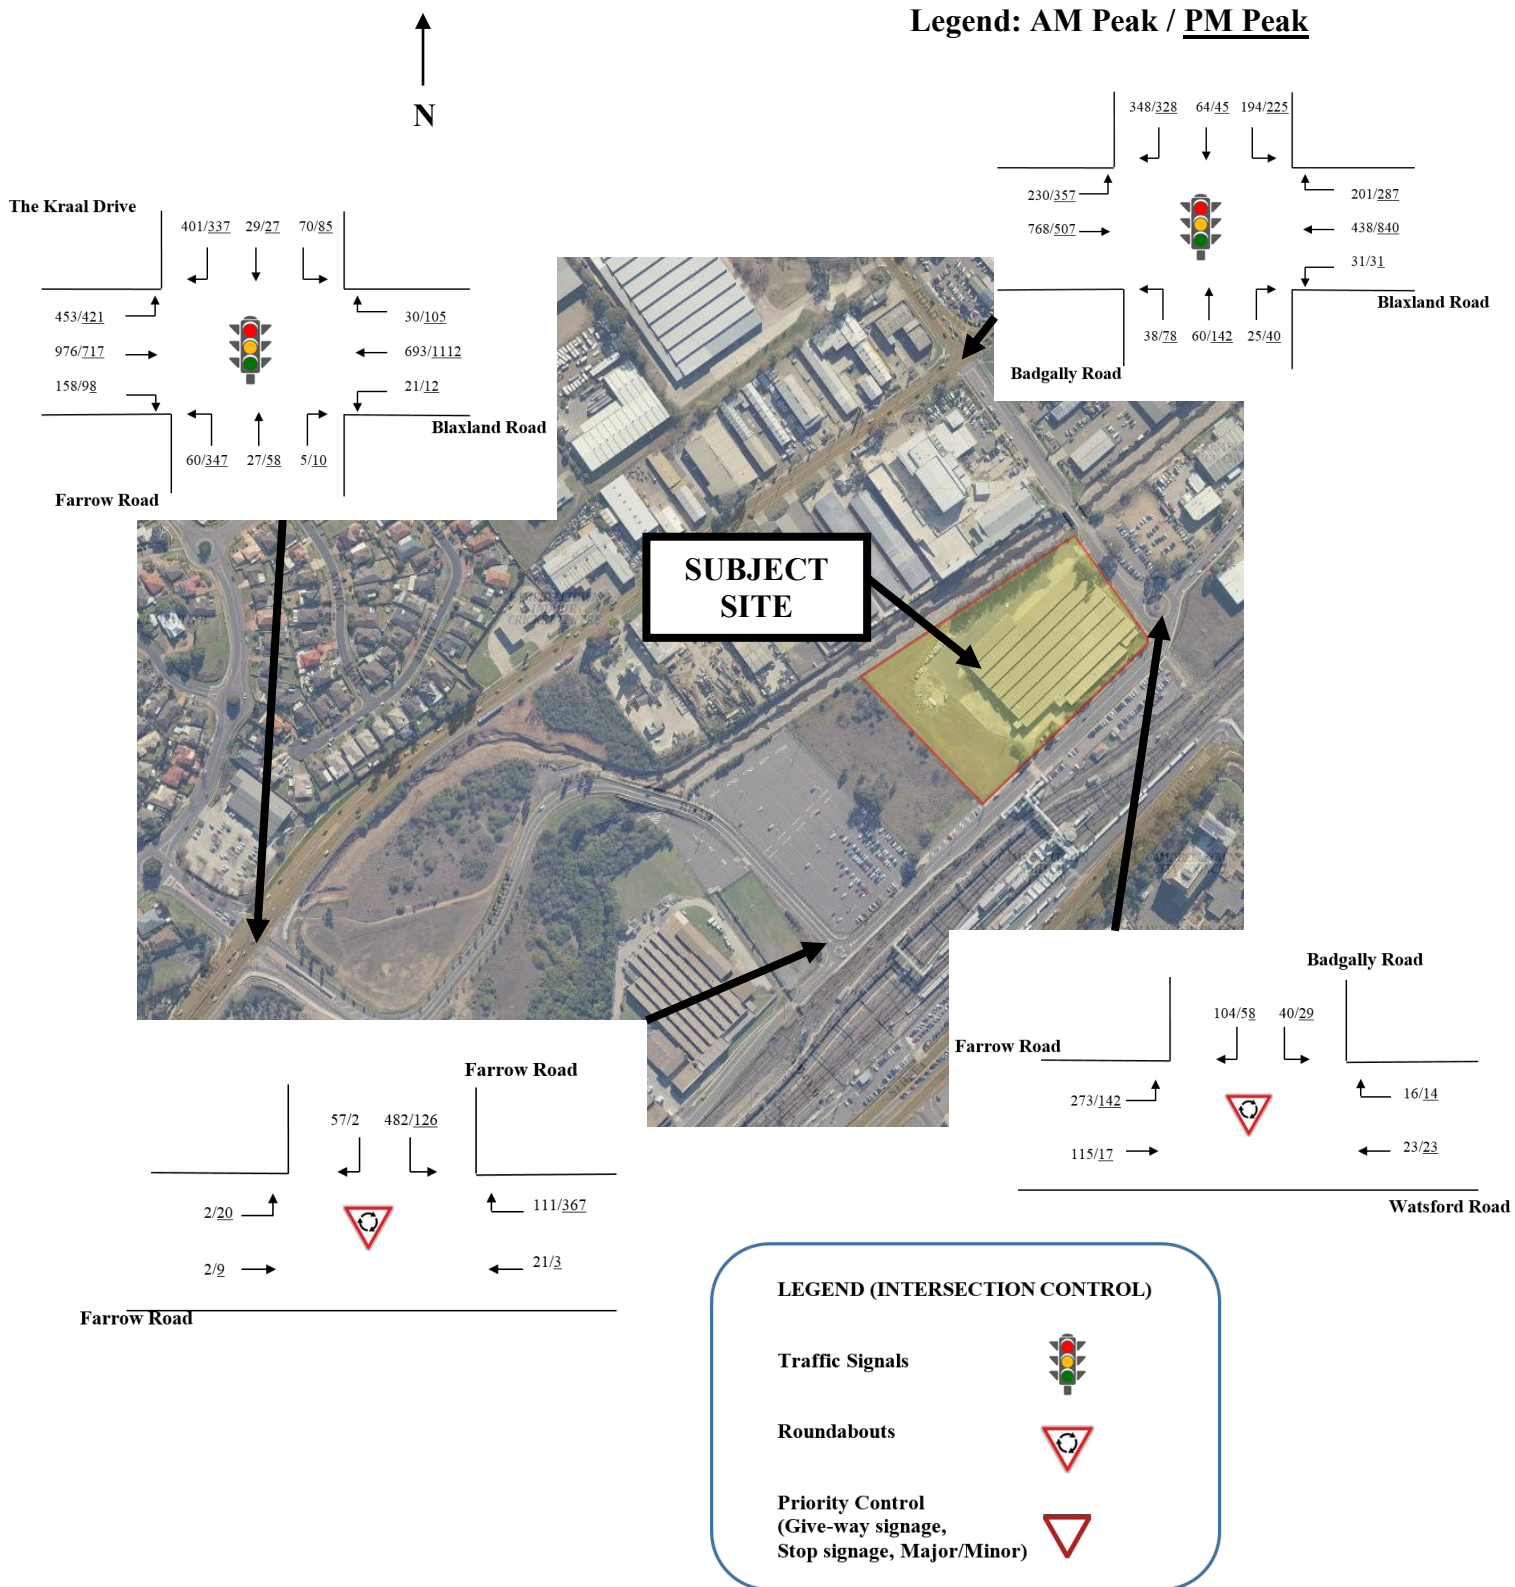 Legend: AM Peak / PM Peak
N
348/328 64/45 194/225
230/357
768/507
201/287
438/840
31/31
Blaxland Road
38/78 60/142 25/40
Badgally Road
The Kraal Drive
401/337 29/27 70/85
453/421
976/717
158/98
30/105
693/1112
21/12
Blaxland Road
60/347 27/58 5/10
Farrow Road
SUBJECT
SITE
Badgally Road
104/58 40/29
Farrow Road
273/142
115/17
16/14
23/23
Watsford Road
Farrow Road
57/2 482/126
2/20
2/9
111/367
21/3
Farrow Road
LEGEND (INTERSECTION CONTROL)
Traffic Signals
Roundabouts
Priority Control
(Give-way signage,
Stop signage, Major/Minor)